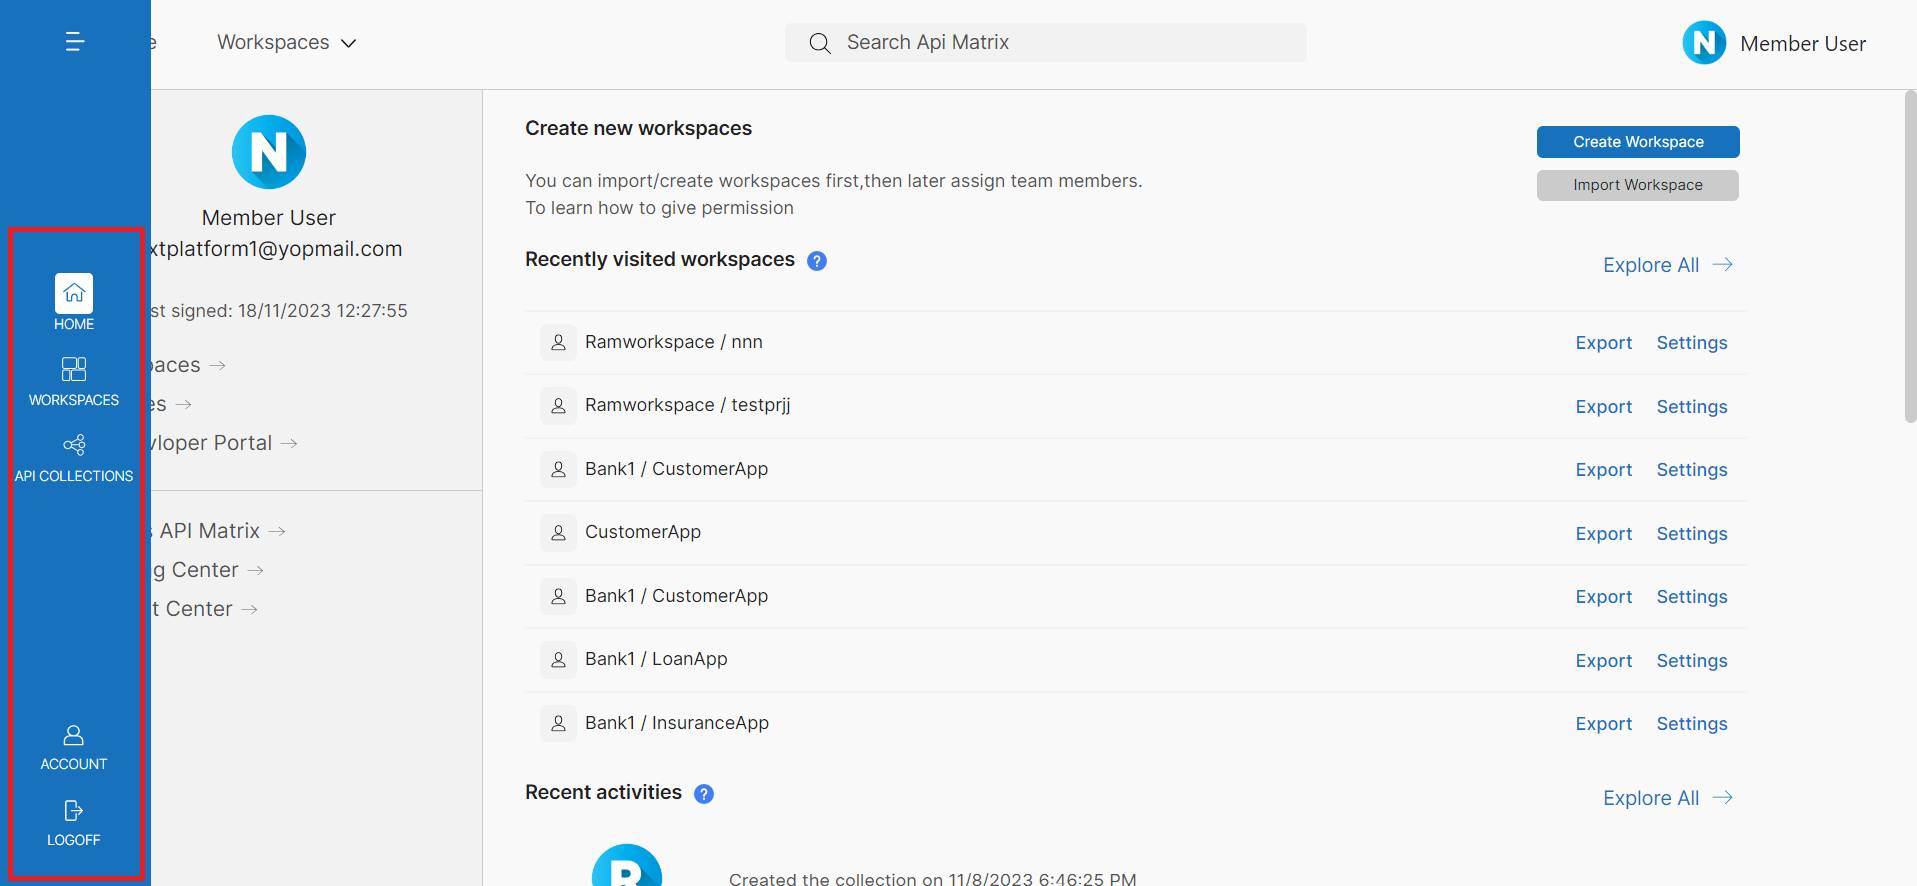 Workspaces
Search Api Matrix
N
Member User
HOME
WORKSPACES
API COLLECTIONS
ACCOUNT
LOGOFF
N
Member User
xtplatform1@yopmail.com
st signed: 18/11/2023 12:27:55
aces
es
loper Portal
API Matrix
g Center
t Center
Create new workspaces
Create Workspace
You can import/create workspaces first,then later assign team members.
Import Workspace
To learn how to give permission
Recently visited workspaces ?
Explore All
Ramworkspace / nnn Export Settings
Ramworkspace / testprjj Export Settings
Bank1 / CustomerApp Export Settings
CustomerApp Export Settings
Bank1 / CustomerApp Export Settings
Bank1 / LoanApp Export Settings
Bank1 / InsuranceApp Export Settings
Recent activities ?
Explore All
R
Created the collection on 11/8/2023 6:46:25 PM